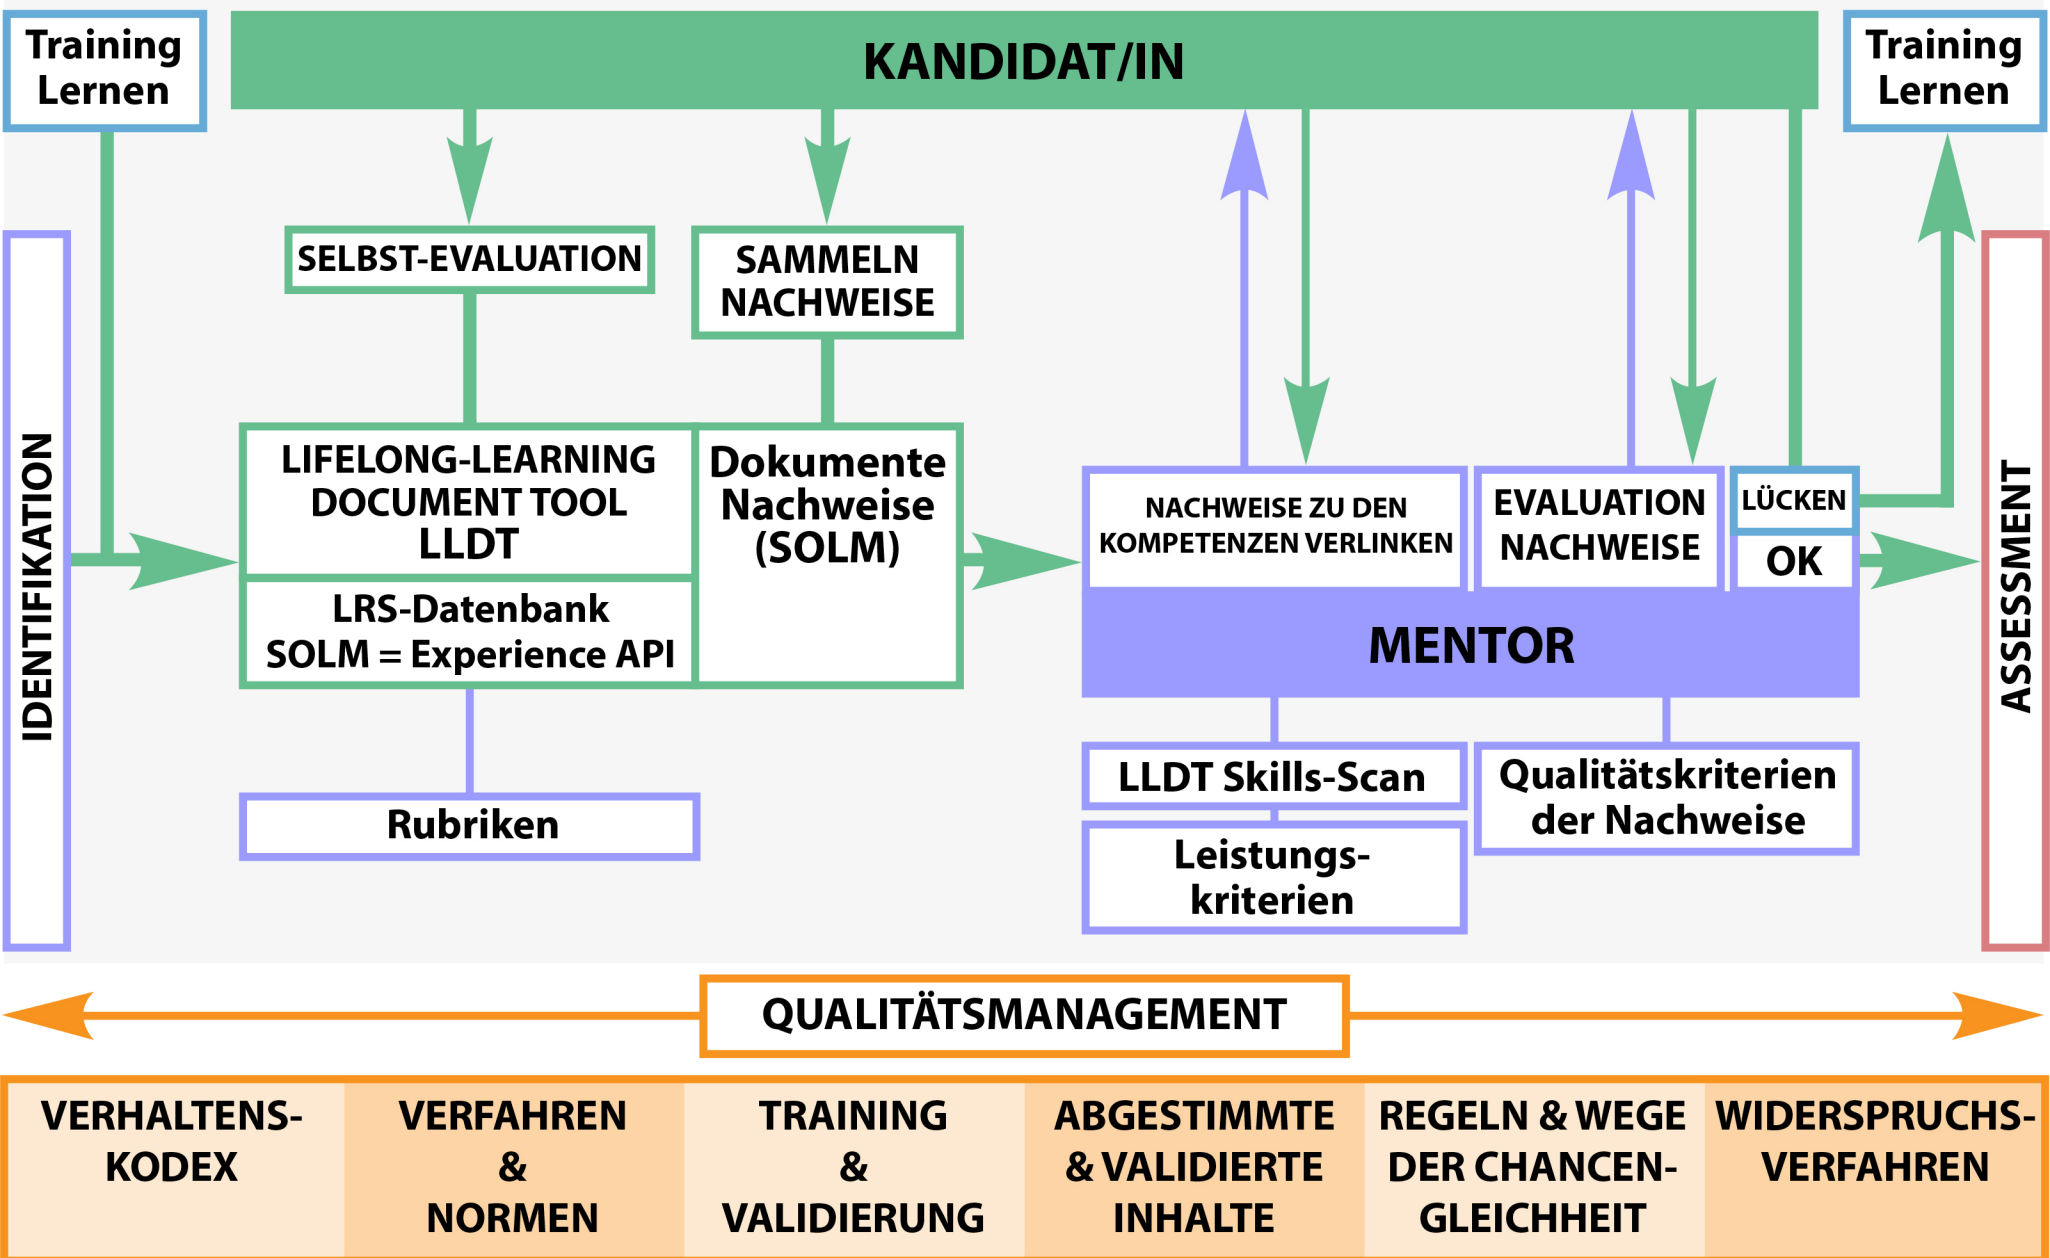 Training
Lernen
KANDIDAT/IN
Training
Lernen
SELBST-EVALUATION
SAMMELN
NACHWEISE
IDENTIFIKATION
LIFELONG-LEARNING
DOCUMENT TOOL
LLDT
LRS-Datenbank
SOLM = Experience API
Dokumente
Nachweise
(SOLM)
NACHWEISE ZU DEN
KOMPETENZEN VERLINKEN
EVALUATION
NACHWEISE
LÜCKEN
OK
MENTOR
ASSESSMENT
Rubriken
LLDT Skills-Scan
Leistungs-
kriterien
Qualitätskriterien
der Nachweise
QUALITÄTSMANAGEMENT
VERHALTENS-
KODEX
VERFAHREN
&
NORMEN
TRAINING
&
VALIDIERUNG
ABGESTIMMTE
& VALIDIERTE
INHALTE
REGELN & WEGE
DER CHANCEN-
GLEICHHEIT
WIDERSPRUCHS-
VERFAHREN